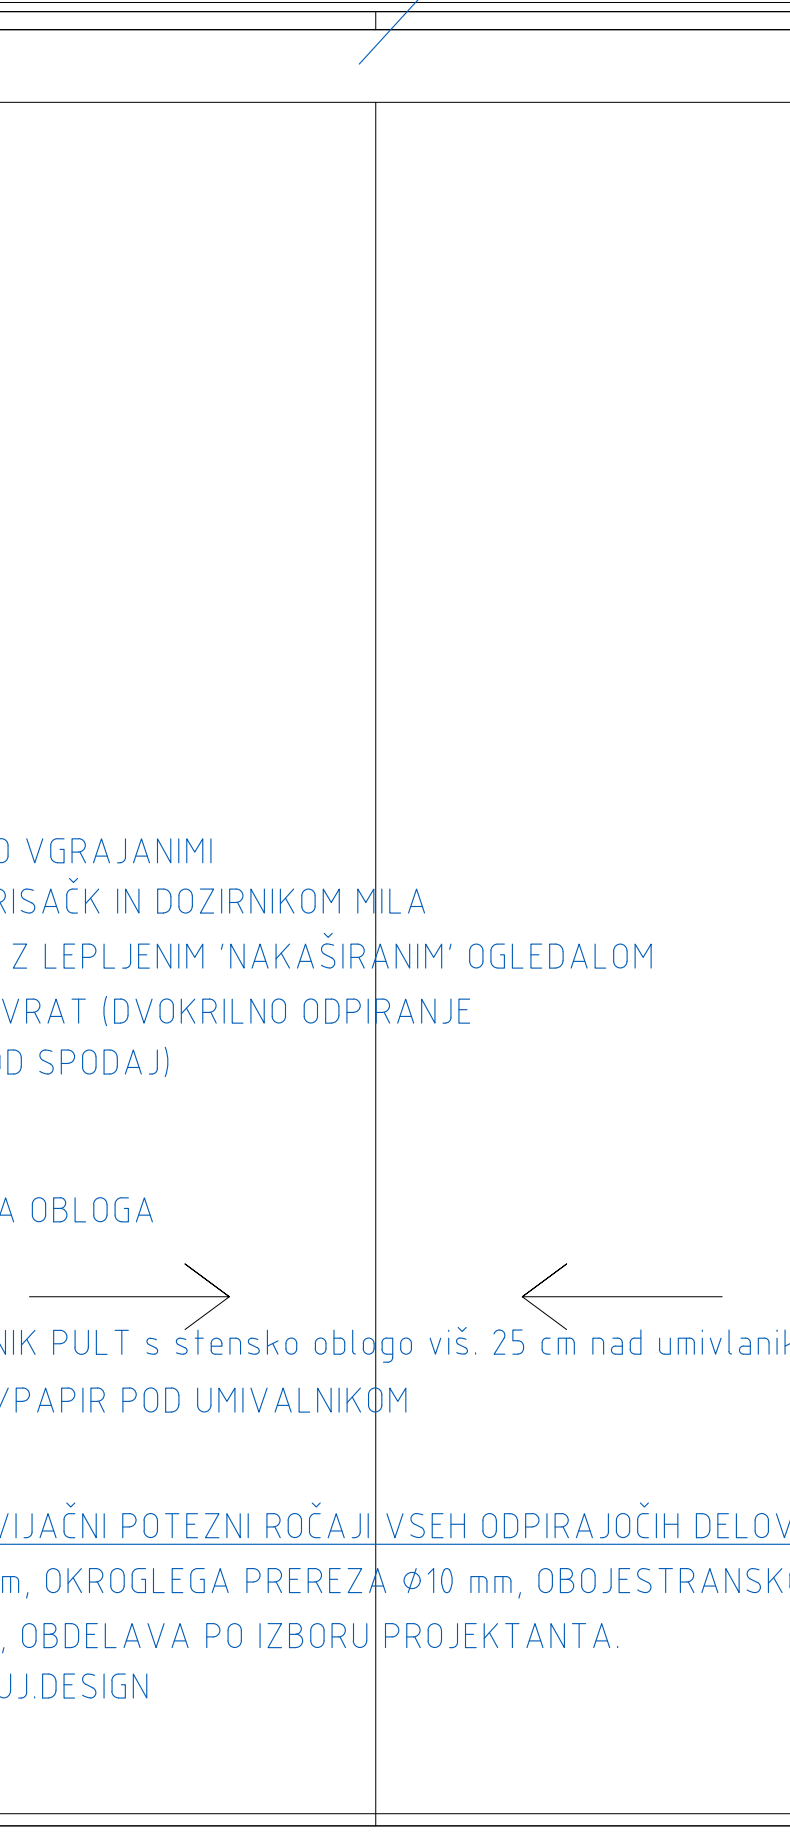 O VGRAJANIMI
RISAČK IN DOZIRNIKOM MILA
Z LEPLJENIM 'NAKAŠIRANIM' OGLEDALOM
VRAT (DVOKRILNO ODPIRANJE
OD SPODAJ)
A OBLOGA
NIK PULT s stensko oblogo viš. 25 cm nad umivlanik
/PAPIR POD UMIVALNIKOM
VIJAČNI POTEZNI ROČAJI VSEH ODPIRAJOČIH DELOV
m, OKROGLEGA PREREZA Ø10 mm, OBOJESTRANSKO
, OBDELAVA PO IZBORU PROJEKTANTA.
UJ.DESIGN